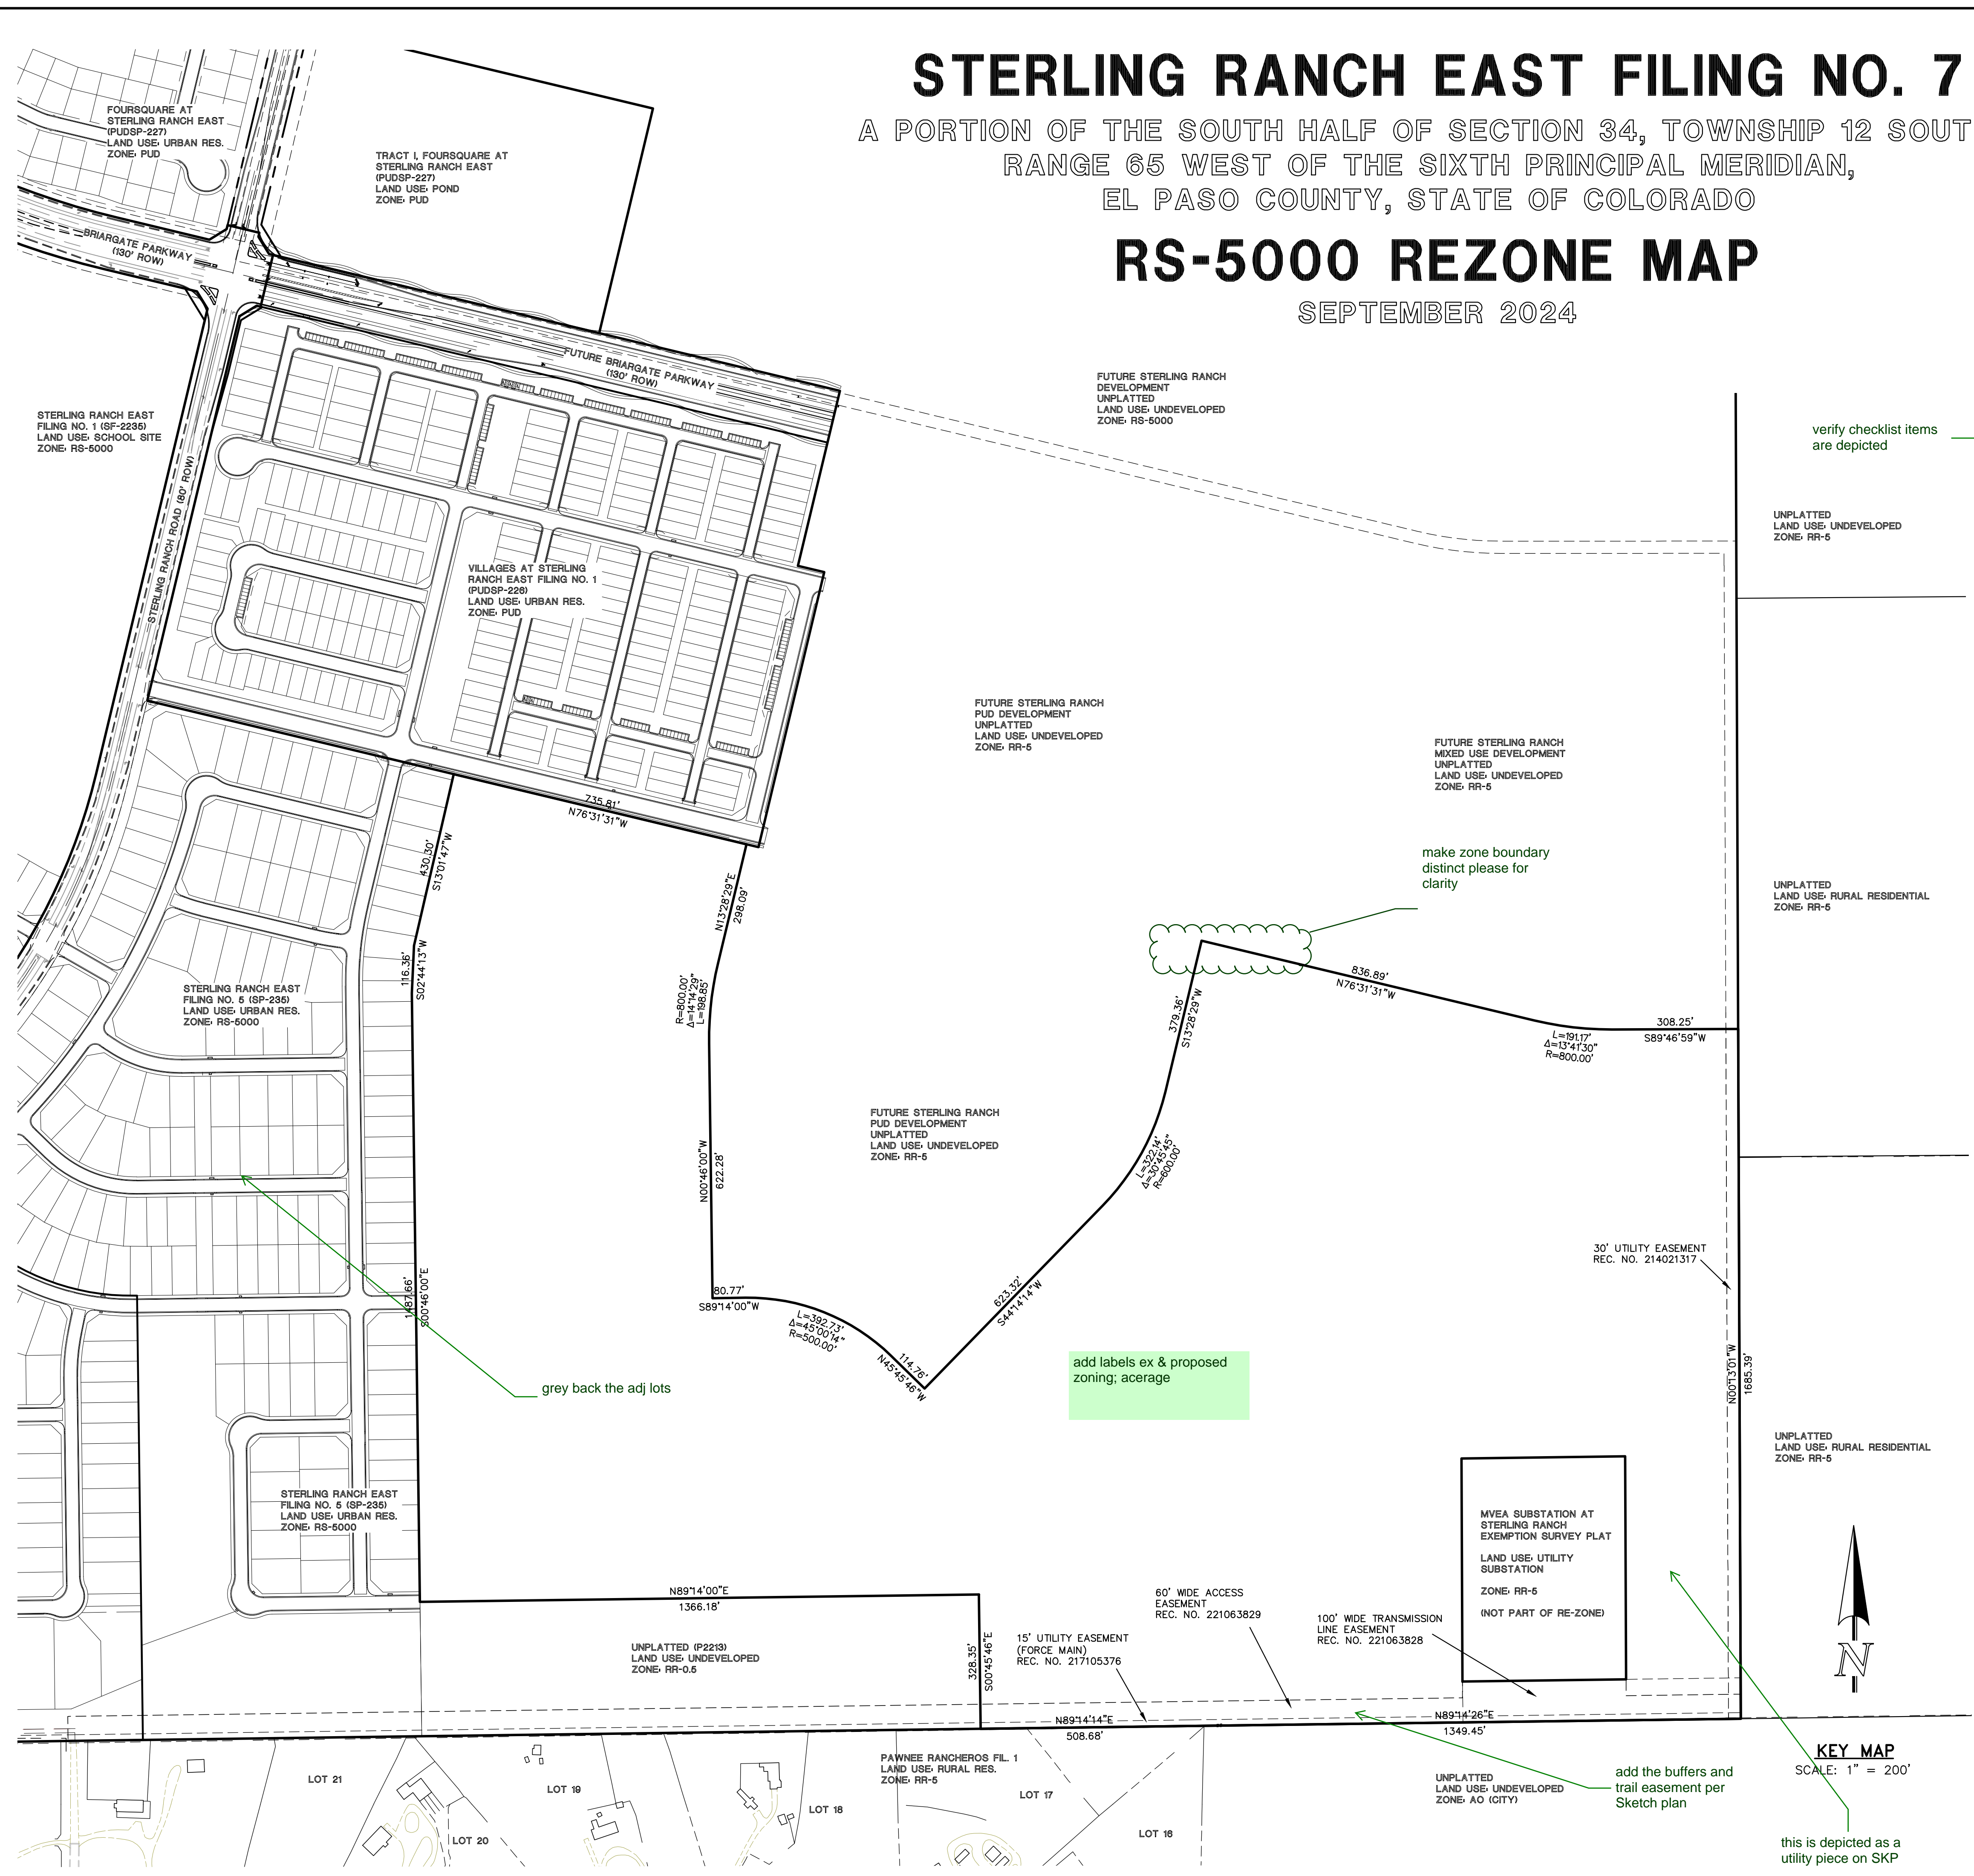 STERLING RANCH EAST FILING NO. 7
A PORTION OF THE SOUTH HALF OF SECTION 34, TOWNSHIP 12 SOUT
RANGE 65 WEST OF THE SIXTH PRINCIPAL MERIDIAN,
EL PASO COUNTY, STATE OF COLORADO
RS-5000 REZONE MAP
SEPTEMBER 2024
FOURSQUARE AT
STERLING RANCH EAST
(PUDSP-227)
LAND USE: URBAN RES.
ZONE: PUD
TRACT I, FOURSQUARE AT
STERLING RANCH EAST
(PUDSP-227)
LAND USE: POND
ZONE: PUD
BRIARGATE PARKWAY
(130' ROW)
FUTURE BRIARGATE PARKWAY
(130' ROW)
FUTURE STERLING RANCH
DEVELOPMENT
UNPLATTED
LAND USE: UNDEVELOPED
ZONE: RS-5000
STERLING RANCH EAST
FILING NO. 1 (SF-2235)
LAND USE: SCHOOL SITE
ZONE: RS-5000
verify checklist items
are depicted
STERLING RANCH ROAD (80' ROW)
UNPLATTED
LAND USE: UNDEVELOPED
ZONE: RR-5
VILLAGES AT STERLING
RANCH EAST FILING NO. 1
(PUDSP-226)
LAND USE: URBAN RES.
ZONE: PUD
FUTURE STERLING RANCH
PUD DEVELOPMENT
UNPLATTED
LAND USE: UNDEVELOPED
ZONE: RR-5
FUTURE STERLING RANCH
MIXED USE DEVELOPMENT
UNPLATTED
LAND USE: UNDEVELOPED
ZONE: RR-5
735.81'
N76°31'31"W
430.30'
S13°01'47"W
make zone boundary
distinct please for
clarity
N13°28'29"E
298.09'
UNPLATTED
LAND USE: RURAL RESIDENTIAL
ZONE: RR-5
116.36'
S02°44'13"W
836.89'
N76°31'31"W
R=800.00'
Δ=14°14'29"
L=198.85'
379.36'
S13°28'29"W
STERLING RANCH EAST
FILING NO. 5 (SP-235)
LAND USE: URBAN RES.
ZONE: RS-5000
308.25'
S89°46'59"W
L=191.17'
Δ=13°41'30"
R=800.00'
FUTURE STERLING RANCH
PUD DEVELOPMENT
UNPLATTED
LAND USE: UNDEVELOPED
ZONE: RR-5
N00°46'00"W
622.28'
L=322.14'
Δ=30°45'45"
R=600.00'
30' UTILITY EASEMENT
REC. NO. 214021317
1487.66'
S00°46'00"E
80.77'
S89°14'00"W
L=392.73'
Δ=45°00'14"
R=500.00'
623.32'
S44°14'14"W
114.76'
N45°45'46"W
add labels ex & proposed
zoning; acerage
N00°13'01"W
1685.39'
grey back the adj lots
UNPLATTED
LAND USE: RURAL RESIDENTIAL
ZONE: RR-5
STERLING RANCH EAST
FILING NO. 5 (SP-235)
LAND USE: URBAN RES.
ZONE: RS-5000
MVEA SUBSTATION AT
STERLING RANCH
EXEMPTION SURVEY PLAT
LAND USE: UTILITY
SUBSTATION
ZONE: RR-5
(NOT PART OF RE-ZONE)
N89°14'00"E
1366.18'
60' WIDE ACCESS
EASEMENT
REC. NO. 221063829
100' WIDE TRANSMISSION
LINE EASEMENT
REC. NO. 221063828
15' UTILITY EASEMENT
(FORCE MAIN)
REC. NO. 217105376
UNPLATTED (P2213)
LAND USE: UNDEVELOPED
ZONE: RR-0.5
328.35'
S00°45'46"E
N
N89°14'14"E
508.68'
N89°14'26"E
1349.45'
KEY MAP
SCALE: 1" = 200'
PAWNEE RANCHEROS FIL. 1
LAND USE: RURAL RES.
ZONE: RR-5
UNPLATTED
LAND USE: UNDEVELOPED
ZONE: AO (CITY)
add the buffers and
trail easement per
Sketch plan
LOT 21
LOT 19
LOT 20
LOT 18
LOT 17
LOT 16
this is depicted as a
utility piece on SKP